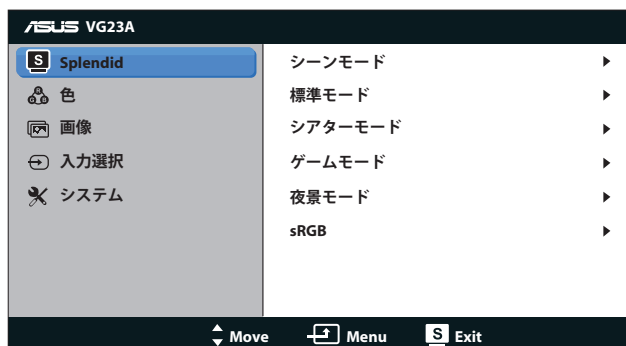 ASUS VG23A
S Splendid
色
画像
入力選択
システム
シーンモード
標準モード
シアターモード
ゲームモード
夜景モード
sRGB
Move Menu S Exit